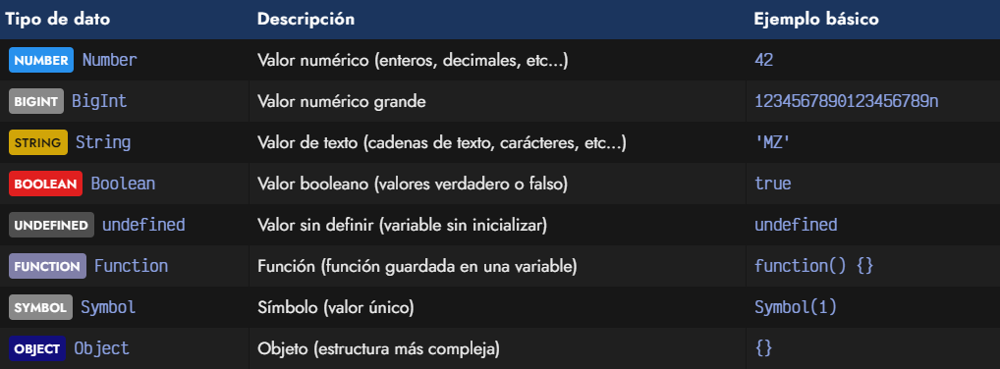 Tipo de dato Descripción Ejemplo básico
NUMBER Number Valor numérico (enteros, decimales, etc...) 42
BIGINT BigInt Valor numérico grande 1234567890123456789n
STRING String Valor de texto (cadenas de texto, carácteres, etc...) 'MZ'
BOOLEAN Boolean Valor booleano (valores verdadero o falso) true
UNDEFINED undefined Valor sin definir (variable sin inicializar) undefined
FUNCTION Function Función (función guardada en una variable) function() {}
SYMBOL Symbol Símbolo (valor único) Symbol(1)
OBJECT Object Objeto (estructura más compleja) {}